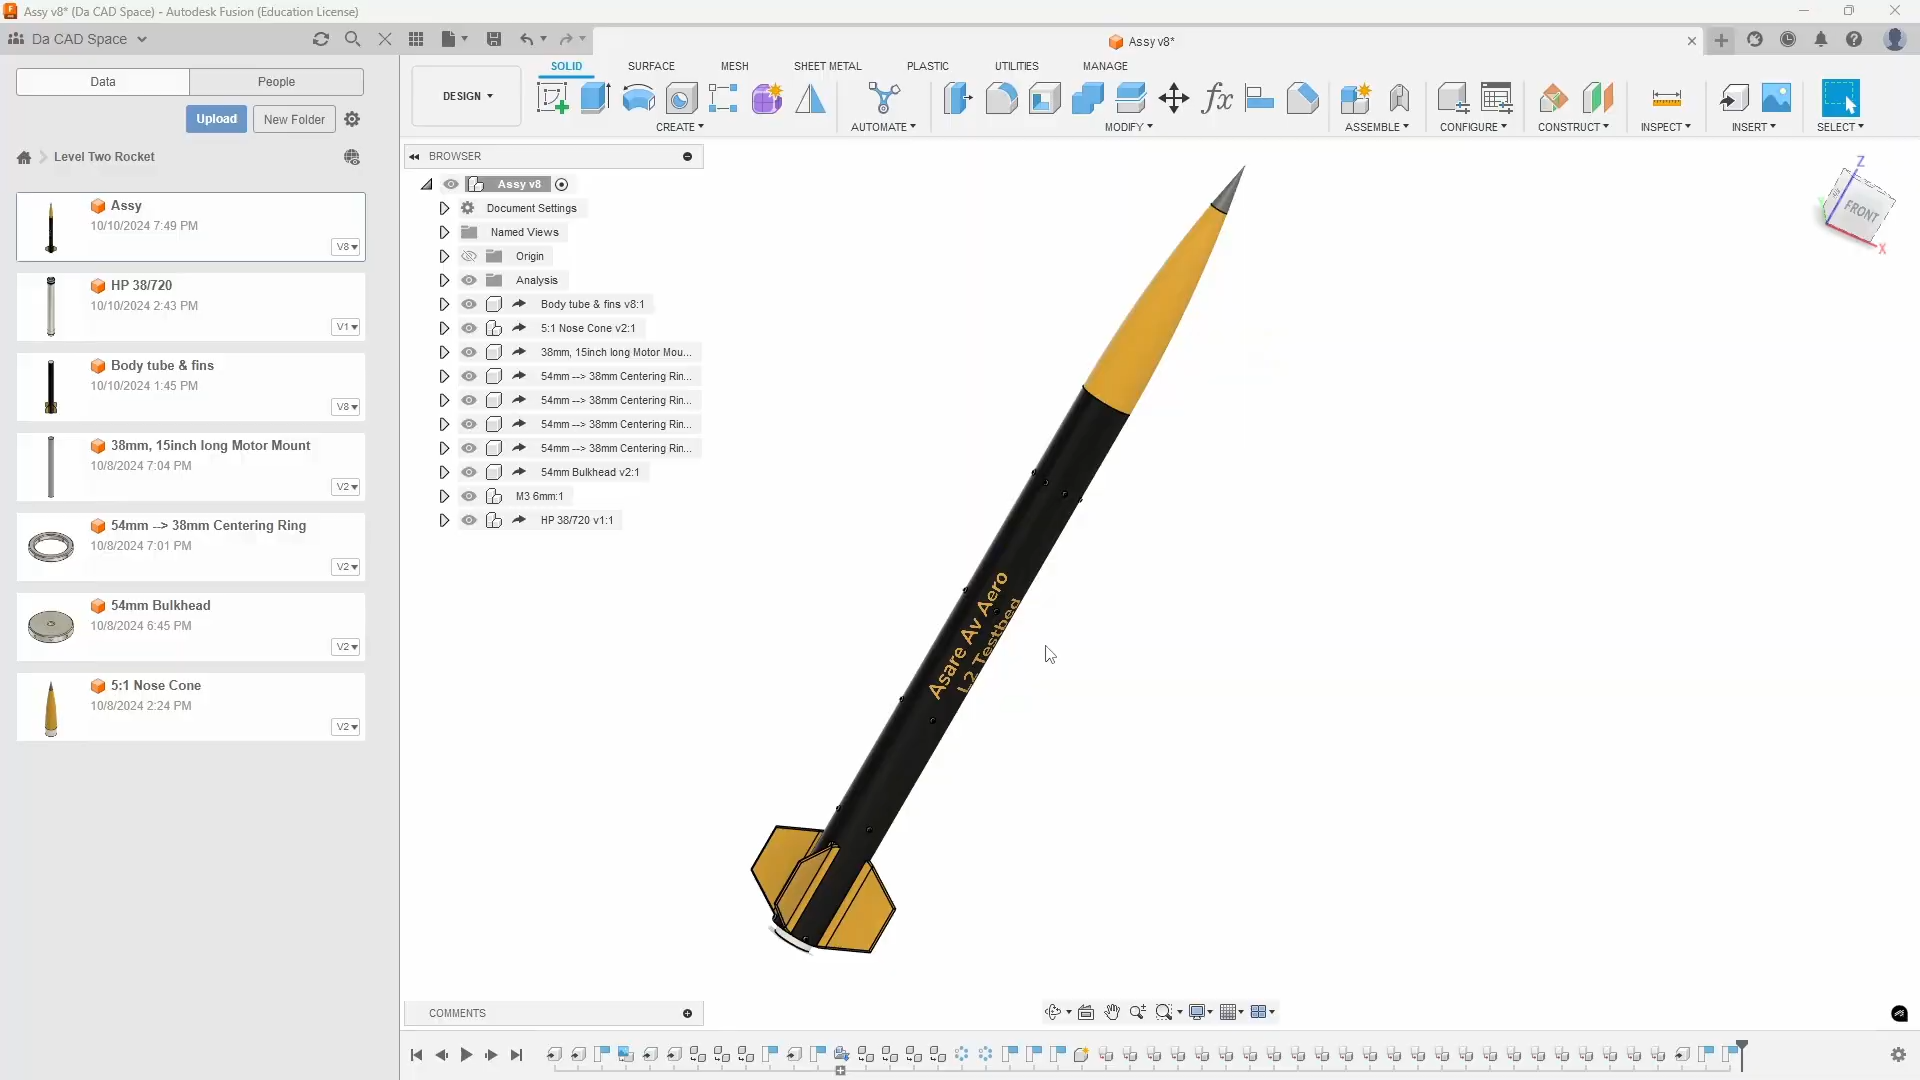 Assy v8* (Da CAD Space) - Autodesk Fusion (Education License)
Da CAD Space
Assy v8*
Data
People
Upload
New Folder
Level Two Rocket
Assy
10/10/2024 7:49 PM
V8
HP 38/720
10/10/2024 2:43 PM
V1
Body tube & fins
10/10/2024 1:45 PM
V8
38mm, 15inch long Motor Mount
10/8/2024 7:04 PM
V2
54mm --> 38mm Centering Ring
10/8/2024 7:01 PM
V2
54mm Bulkhead
10/8/2024 6:45 PM
V2
5:1 Nose Cone
10/8/2024 2:24 PM
V2
DESIGN
SOLID
SURFACE
MESH
SHEET METAL
PLASTIC
UTILITIES
MANAGE
CREATE
AUTOMATE
MODIFY
ASSEMBLE
CONFIGURE
CONSTRUCT
INSPECT
INSERT
SELECT
BROWSER
Assy v8
Document Settings
Named Views
Origin
Analysis
Body tube & fins v8:1
5:1 Nose Cone v2:1
38mm, 15inch long Motor Mou...
54mm --> 38mm Centering Rin...
54mm --> 38mm Centering Rin...
54mm --> 38mm Centering Rin...
54mm --> 38mm Centering Rin...
54mm Bulkhead v2:1
M3 6mm:1
HP 38/720 v1:1
Z
FRONT
X
Asare Av Aero
L2 Testbed
COMMENTS